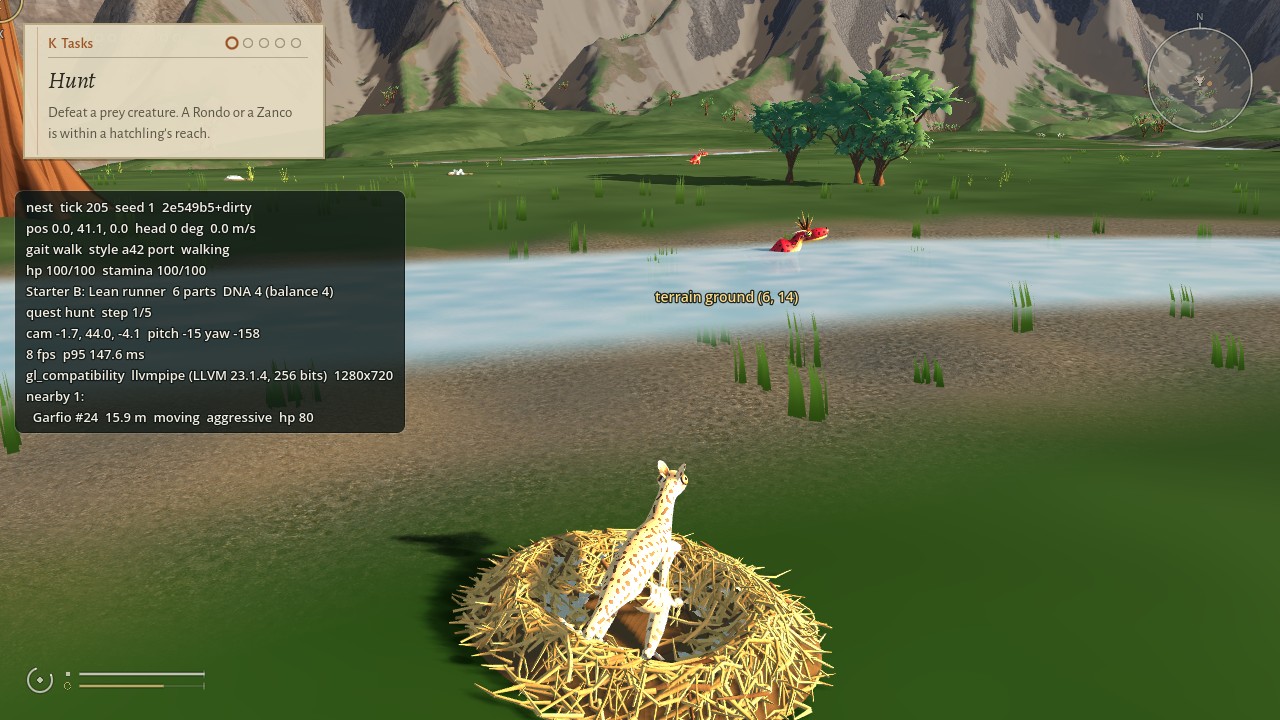 K Tasks
Hunt
Defeat a prey creature. A Rondo or a Zanco
is within a hatchling's reach.
N
nest tick 205 seed 1 2e549b5+dirty
pos 0.0, 41.1, 0.0 head 0 deg 0.0 m/s
gait walk style a42 port walking
hp 100/100 stamina 100/100
Starter B: Lean runner 6 parts DNA 4 (balance 4)
quest hunt step 1/5
cam -1.7, 44.0, -4.1 pitch -15 yaw -158
8 fps p95 147.6 ms
gl_compatibility llvmpipe (LLVM 23.1.4, 256 bits) 1280x720
nearby 1:
Garfio #24 15.9 m moving aggressive hp 80
terrain ground (6, 14)